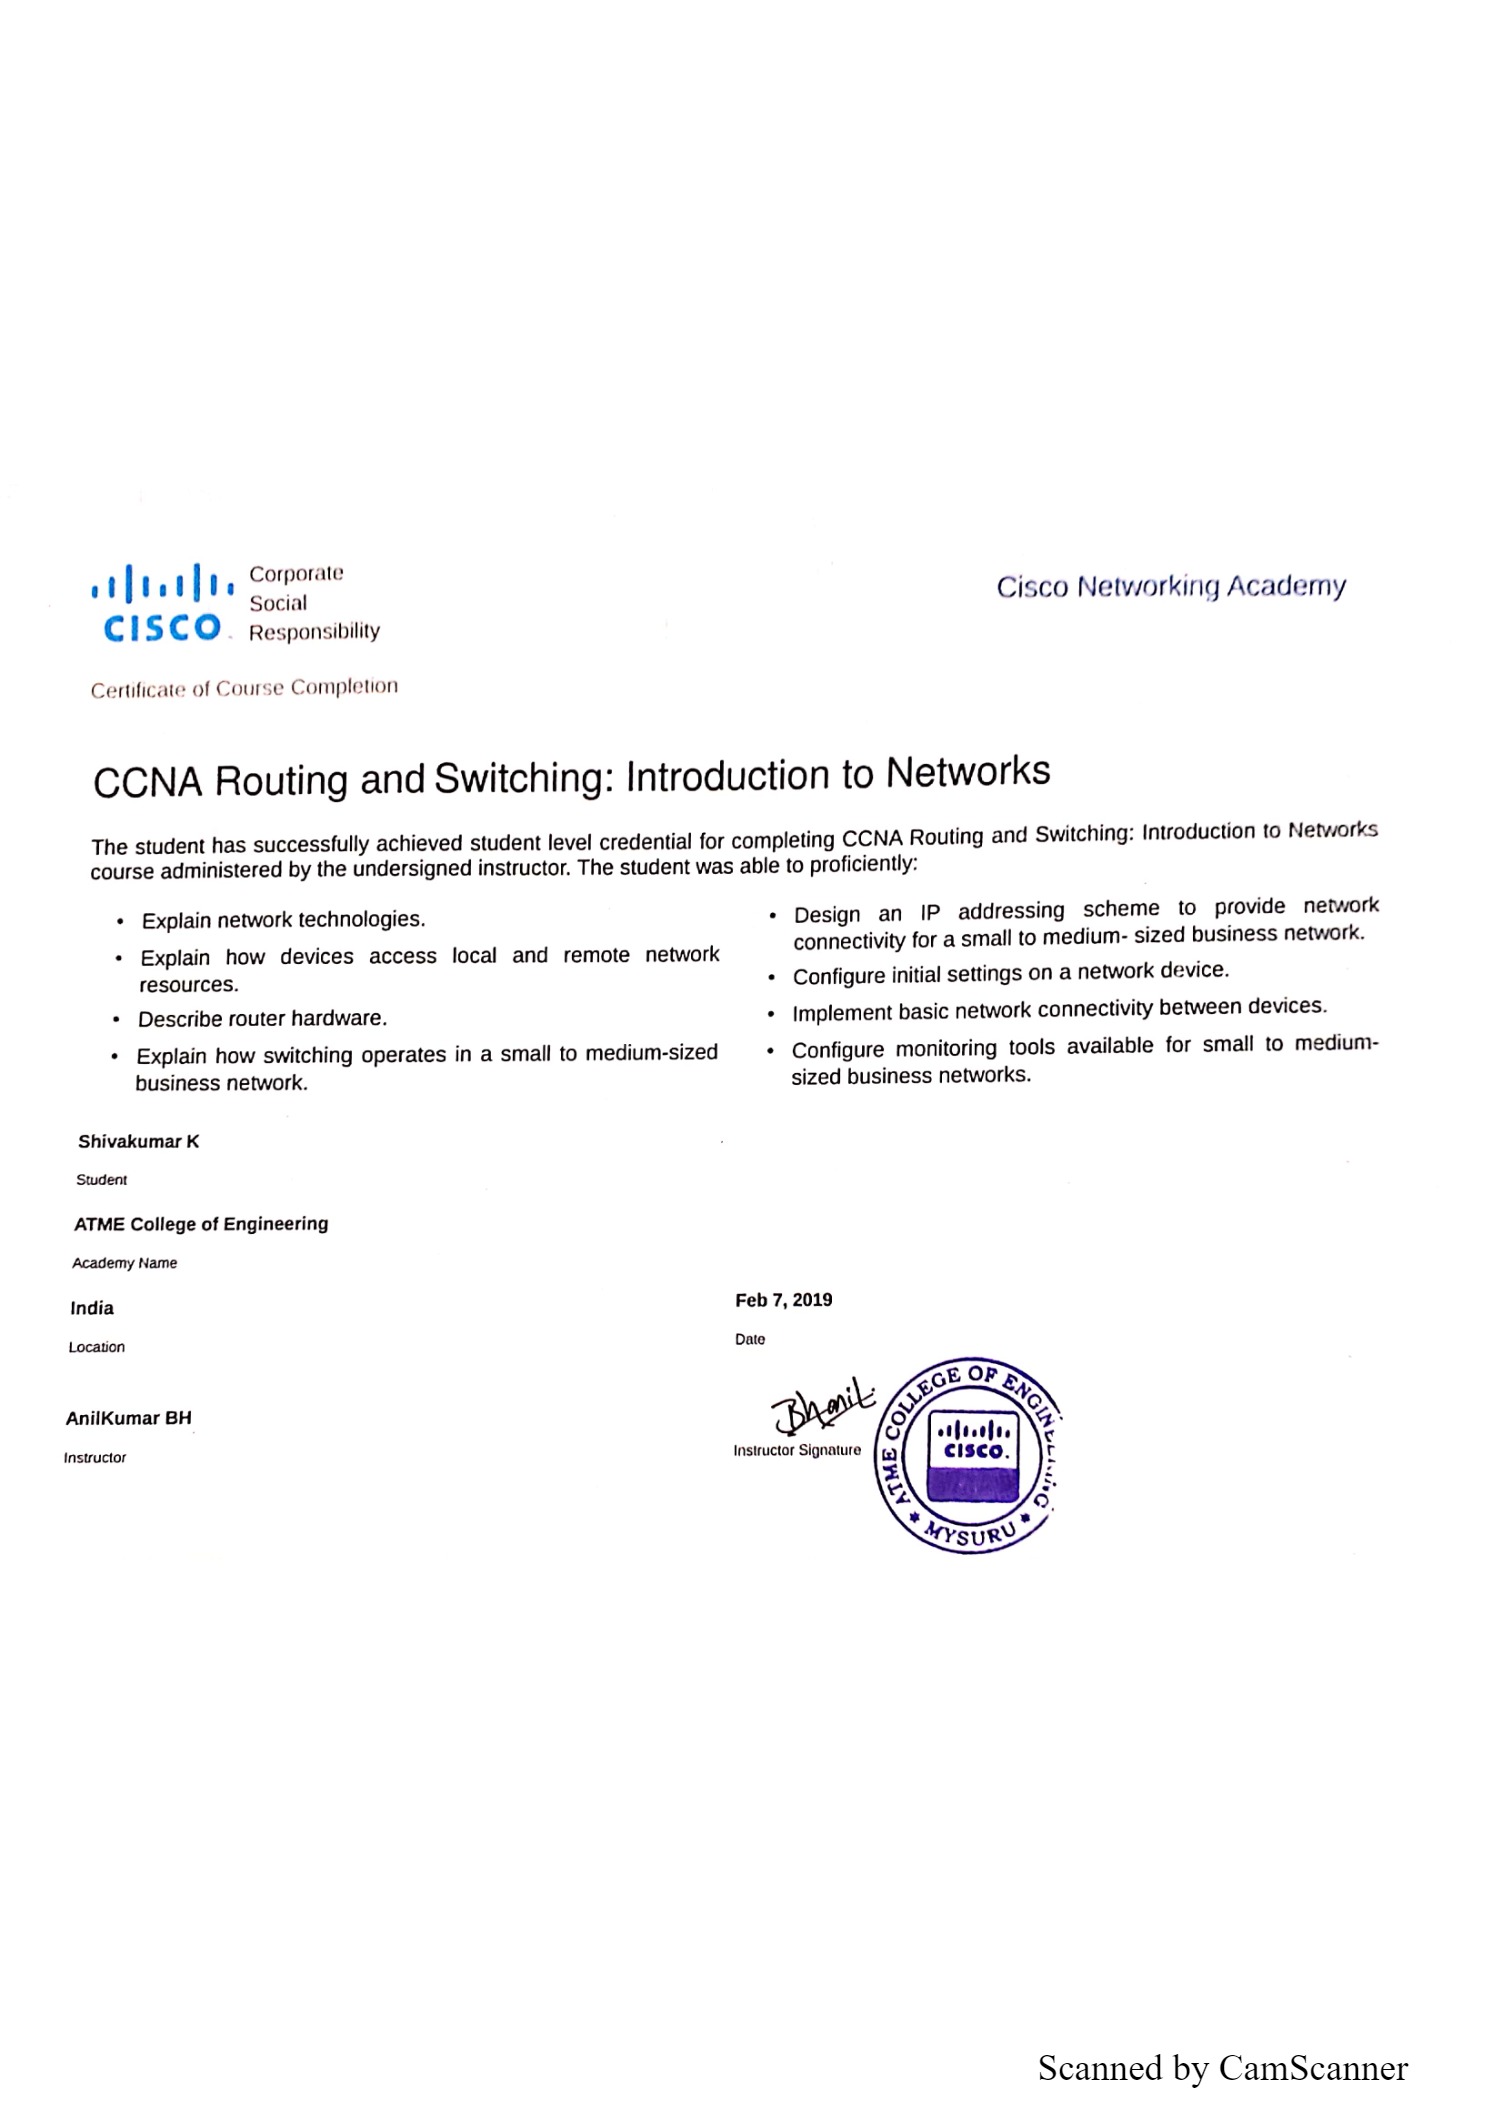 Corporate
Social
Responsibility
CISCO
Cisco Networking Academy
Certificate of Course Completion
CCNA Routing and Switching: Introduction to Networks
The student has successfully achieved student level credential for completing CCNA Routing and Switching: Introduction to Networks
course administered by the undersigned instructor. The student was able to proficiently:
• Explain network technologies.
• Explain how devices access local and remote network
resources.
• Describe router hardware.
• Explain how switching operates in a small to medium-sized
business network.
• Design an IP addressing scheme to provide network
connectivity for a small to medium- sized business network.
• Configure initial settings on a network device.
• Implement basic network connectivity between devices.
• Configure monitoring tools available for small to medium-
sized business networks.
Shivakumar K
Student
ATME College of Engineering
Academy Name
India
Location
Feb 7, 2019
Date
AnilKumar BH
Instructor
Bhanil
Instructor Signature
ATME COLLEGE OF ENGINEERING
CISCO.
MYSURU
Scanned by CamScanner